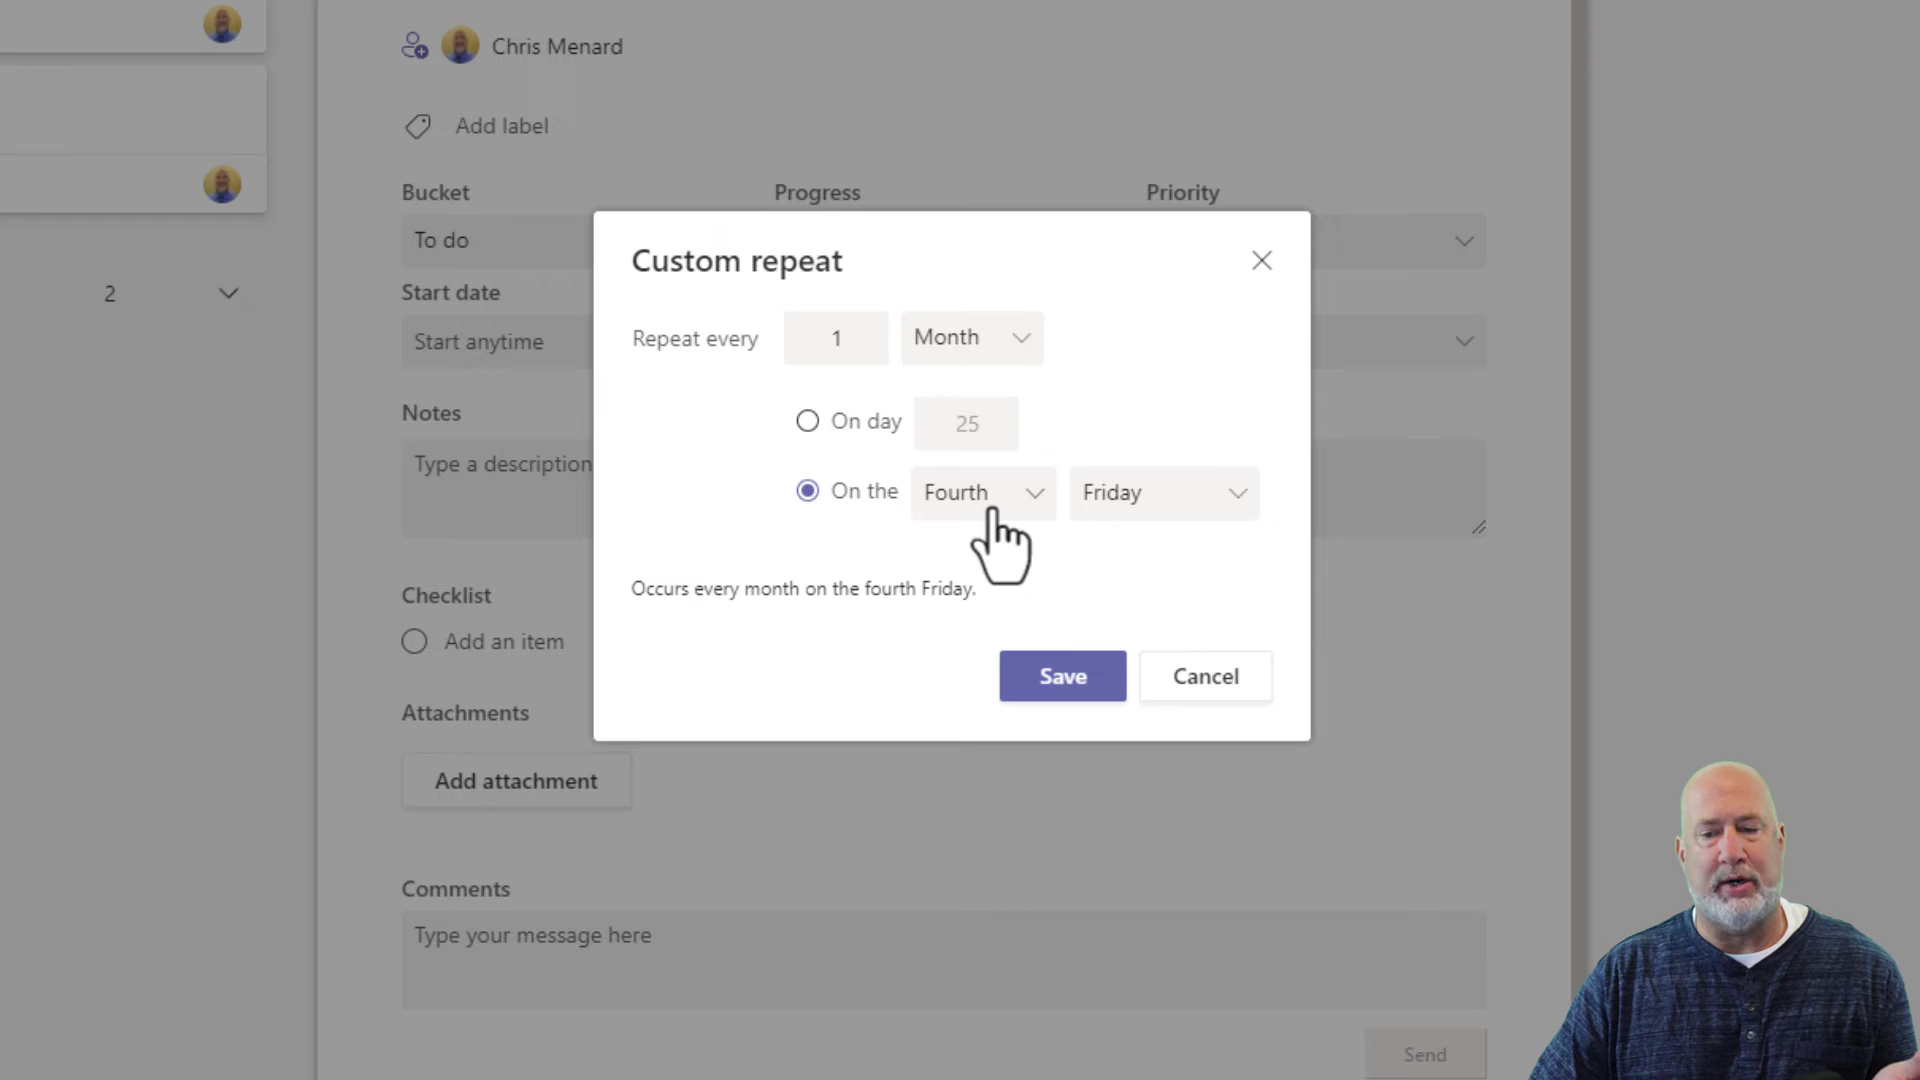 Chris Menard
Add label
Bucket Progress Priority
To do
Custom repeat
2
Start date
Start anytime
Repeat every 1 Month
Notes
On day 25
Type a description
On the Fourth Friday
Occurs every month on the fourth Friday.
Checklist
Add an item
Save Cancel
Attachments
Add attachment
Comments
Type your message here
Send